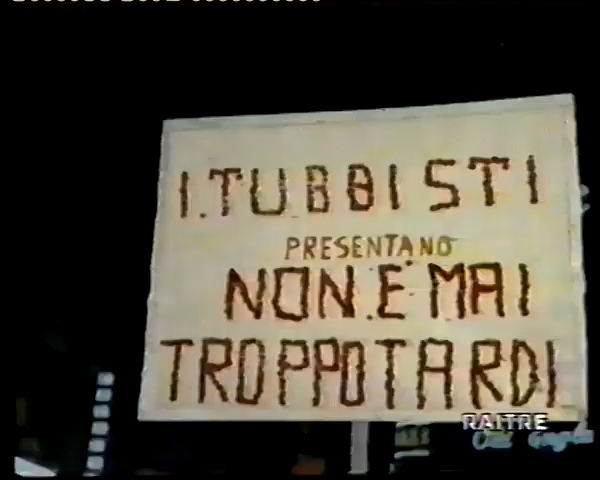 I.TUBBISTI
PRESENTANO
NON.E'MAI
TROPPOTARDI
RAITRE